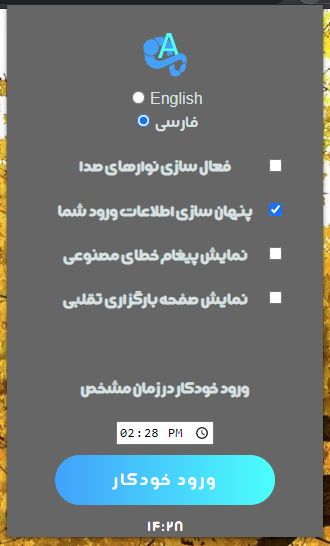 A
English
فارسی
فعال سازی نوارهای صدا
پنهان سازی اطلاعات ورود شما
نمایش پیغام خطای مصنوعی
نمایش صفحه بارگزاری تقلبی
ورود خودکار در زمان مشخص
02:28 PM
ورود خودکار
۱۴:۲۸